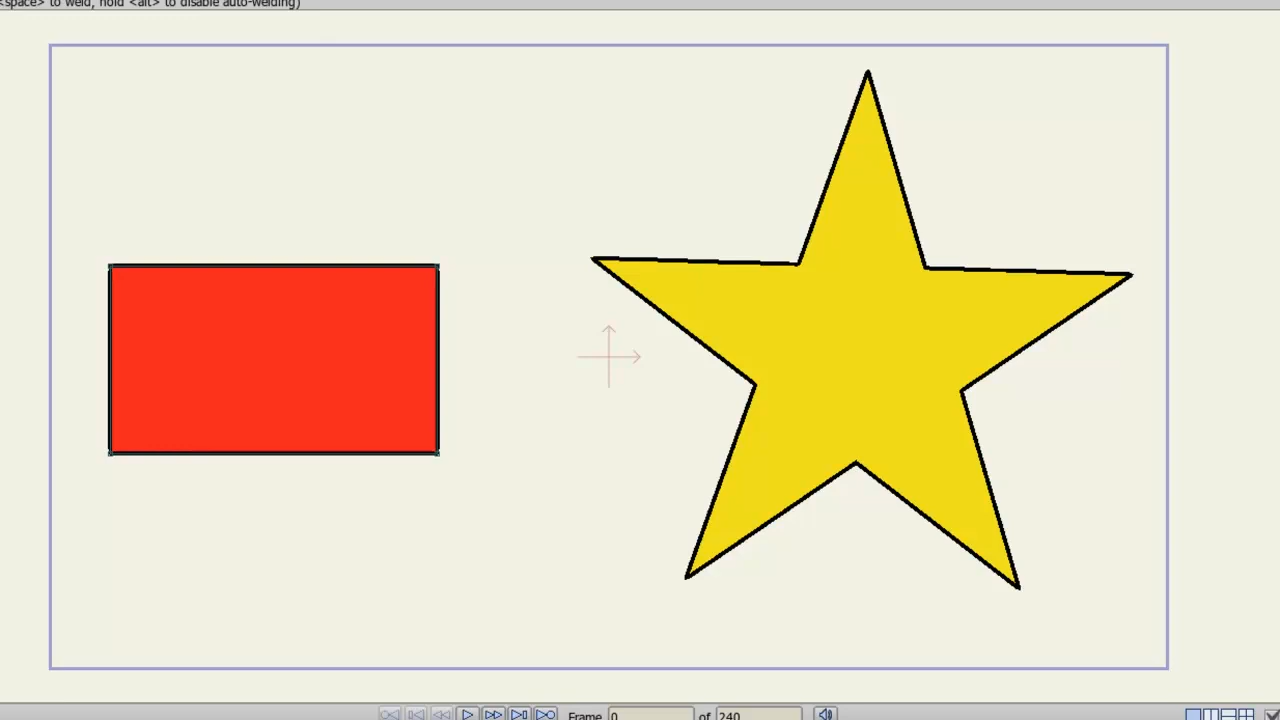 <space> to weld, hold <alt> to disable auto-welding)
Frame 0 of 240